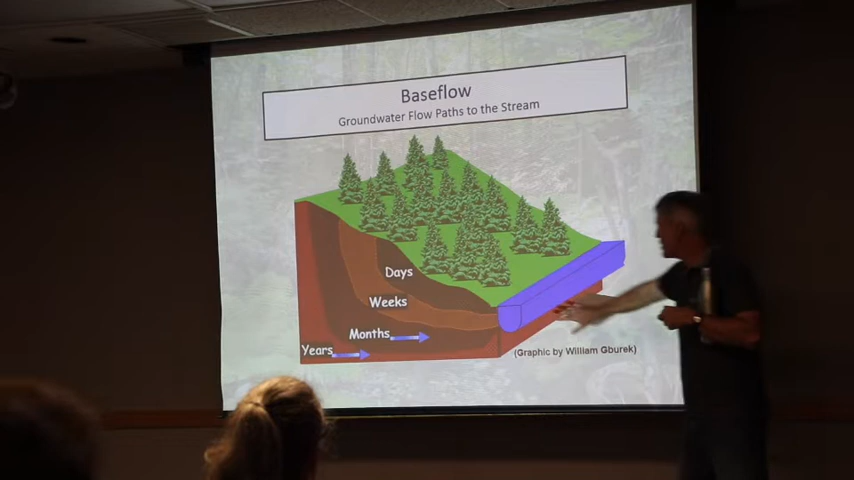 Baseflow
Groundwater Flow Paths to the Stream
Days
Weeks
Months
Years
(Graphic by William Gburek)